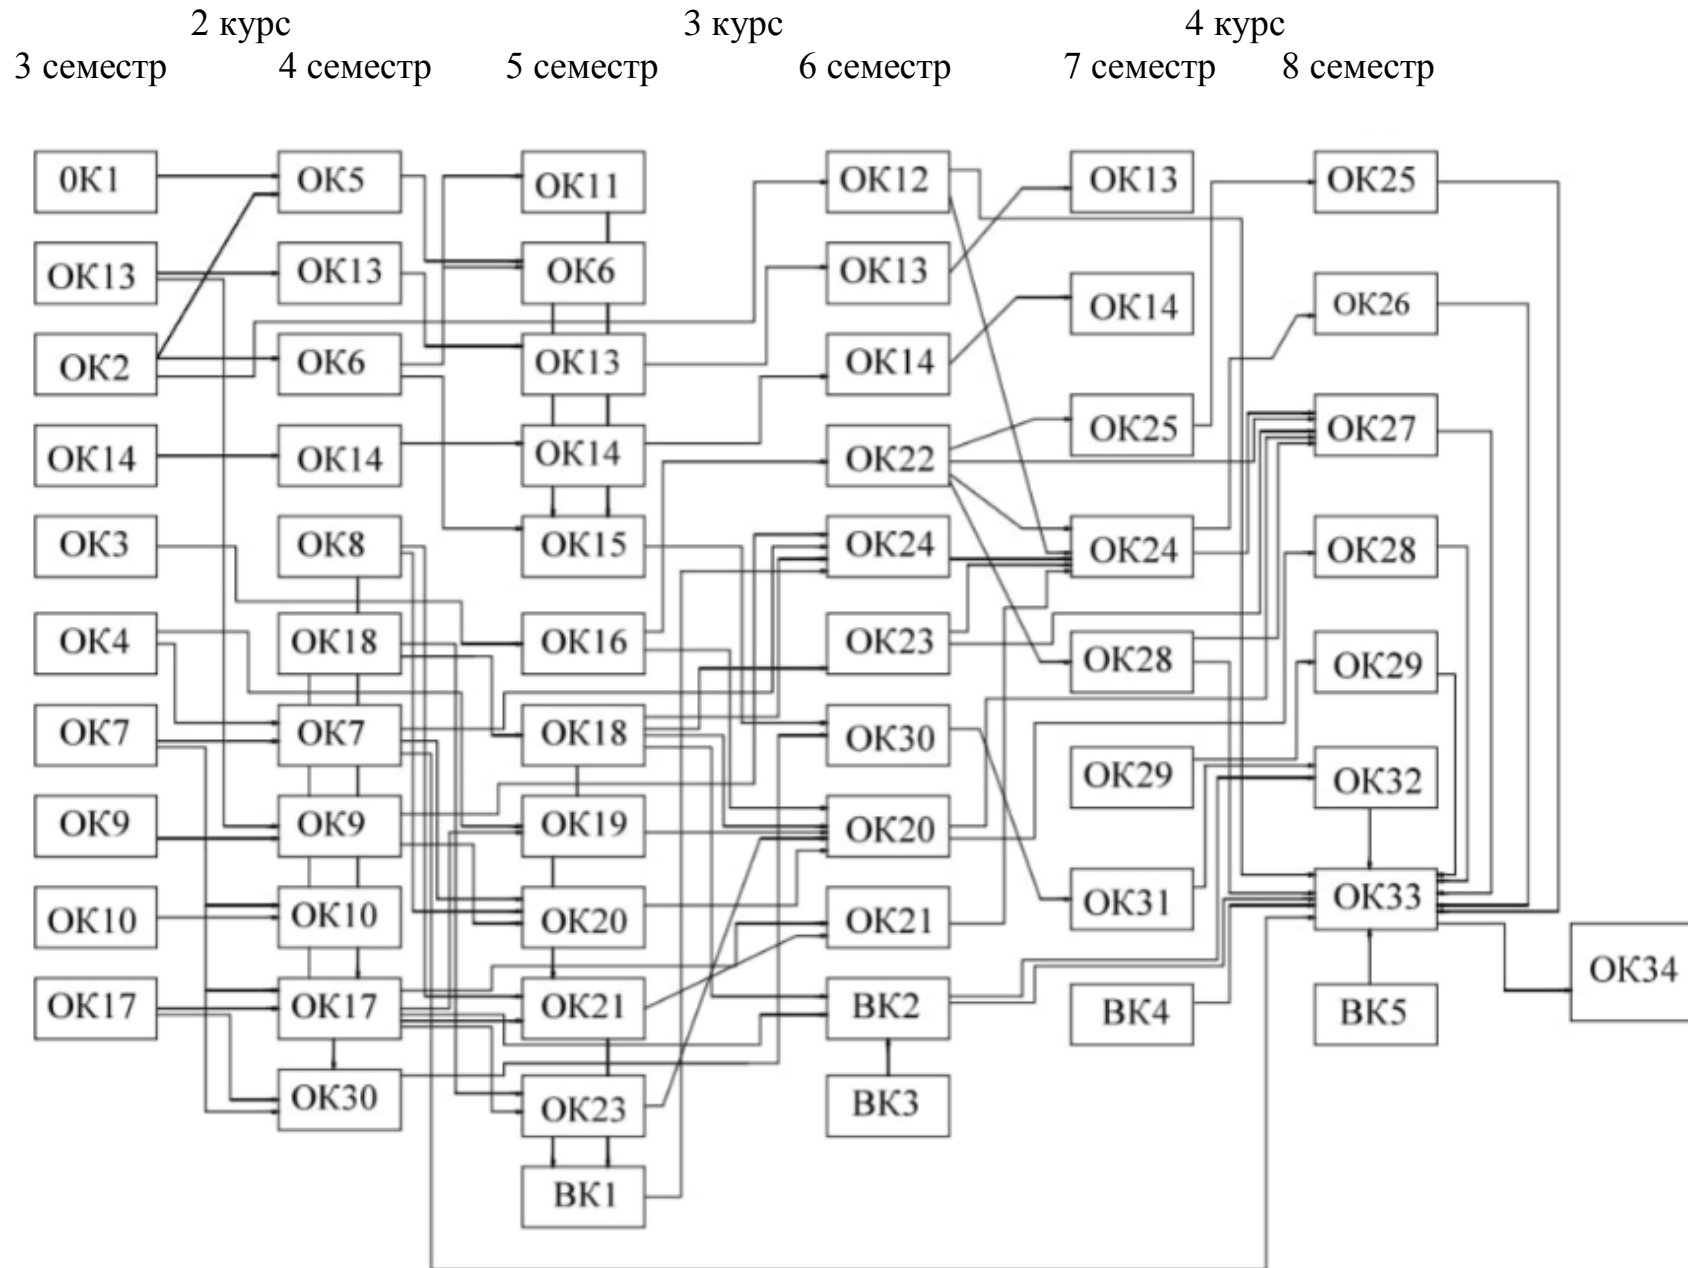 2 курс 3 курс 4 курс
3 семестр 4 семестр 5 семестр 6 семестр 7 семестр 8 семестр
0К1 ОК5 ОК11 ОК12 ОК13 ОК25
ОК13 ОК13 ОК6 ОК13 ОК14 ОК26
ОК2 ОК6 ОК13 ОК14
ОК14 ОК14 ОК14 ОК22 ОК25 ОК27
ОК3 ОК8 ОК15 ОК24 ОК24 ОК28
ОК4 ОК18 ОК16 ОК23 ОК28 ОК29
ОК7 ОК7 ОК18 ОК30 ОК29 ОК32
ОК9 ОК9 ОК19 ОК20
ОК10 ОК10 ОК20 ОК21 ОК31 ОК33
ОК34
ОК17 ОК17 ОК21 ВК2 ВК4 ВК5
ОК30 ОК23 ВК3
ВК1